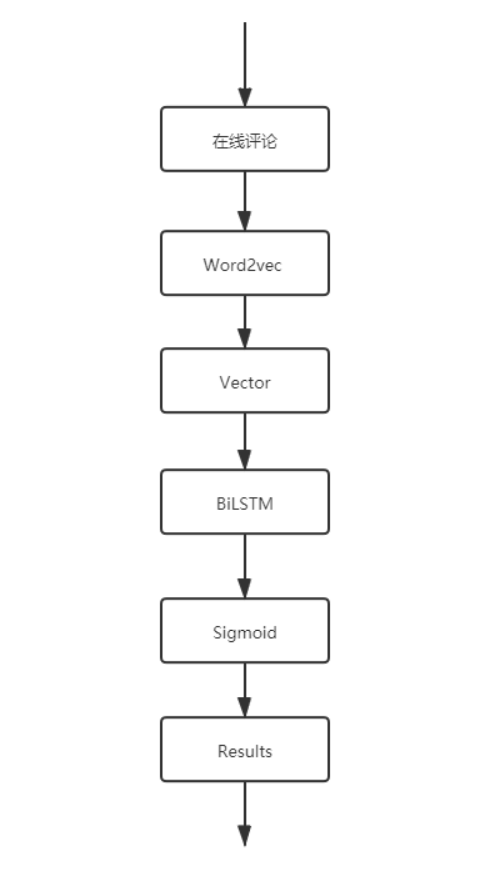 在线评论
Word2vec
Vector
BiLSTM
Sigmoid
Results